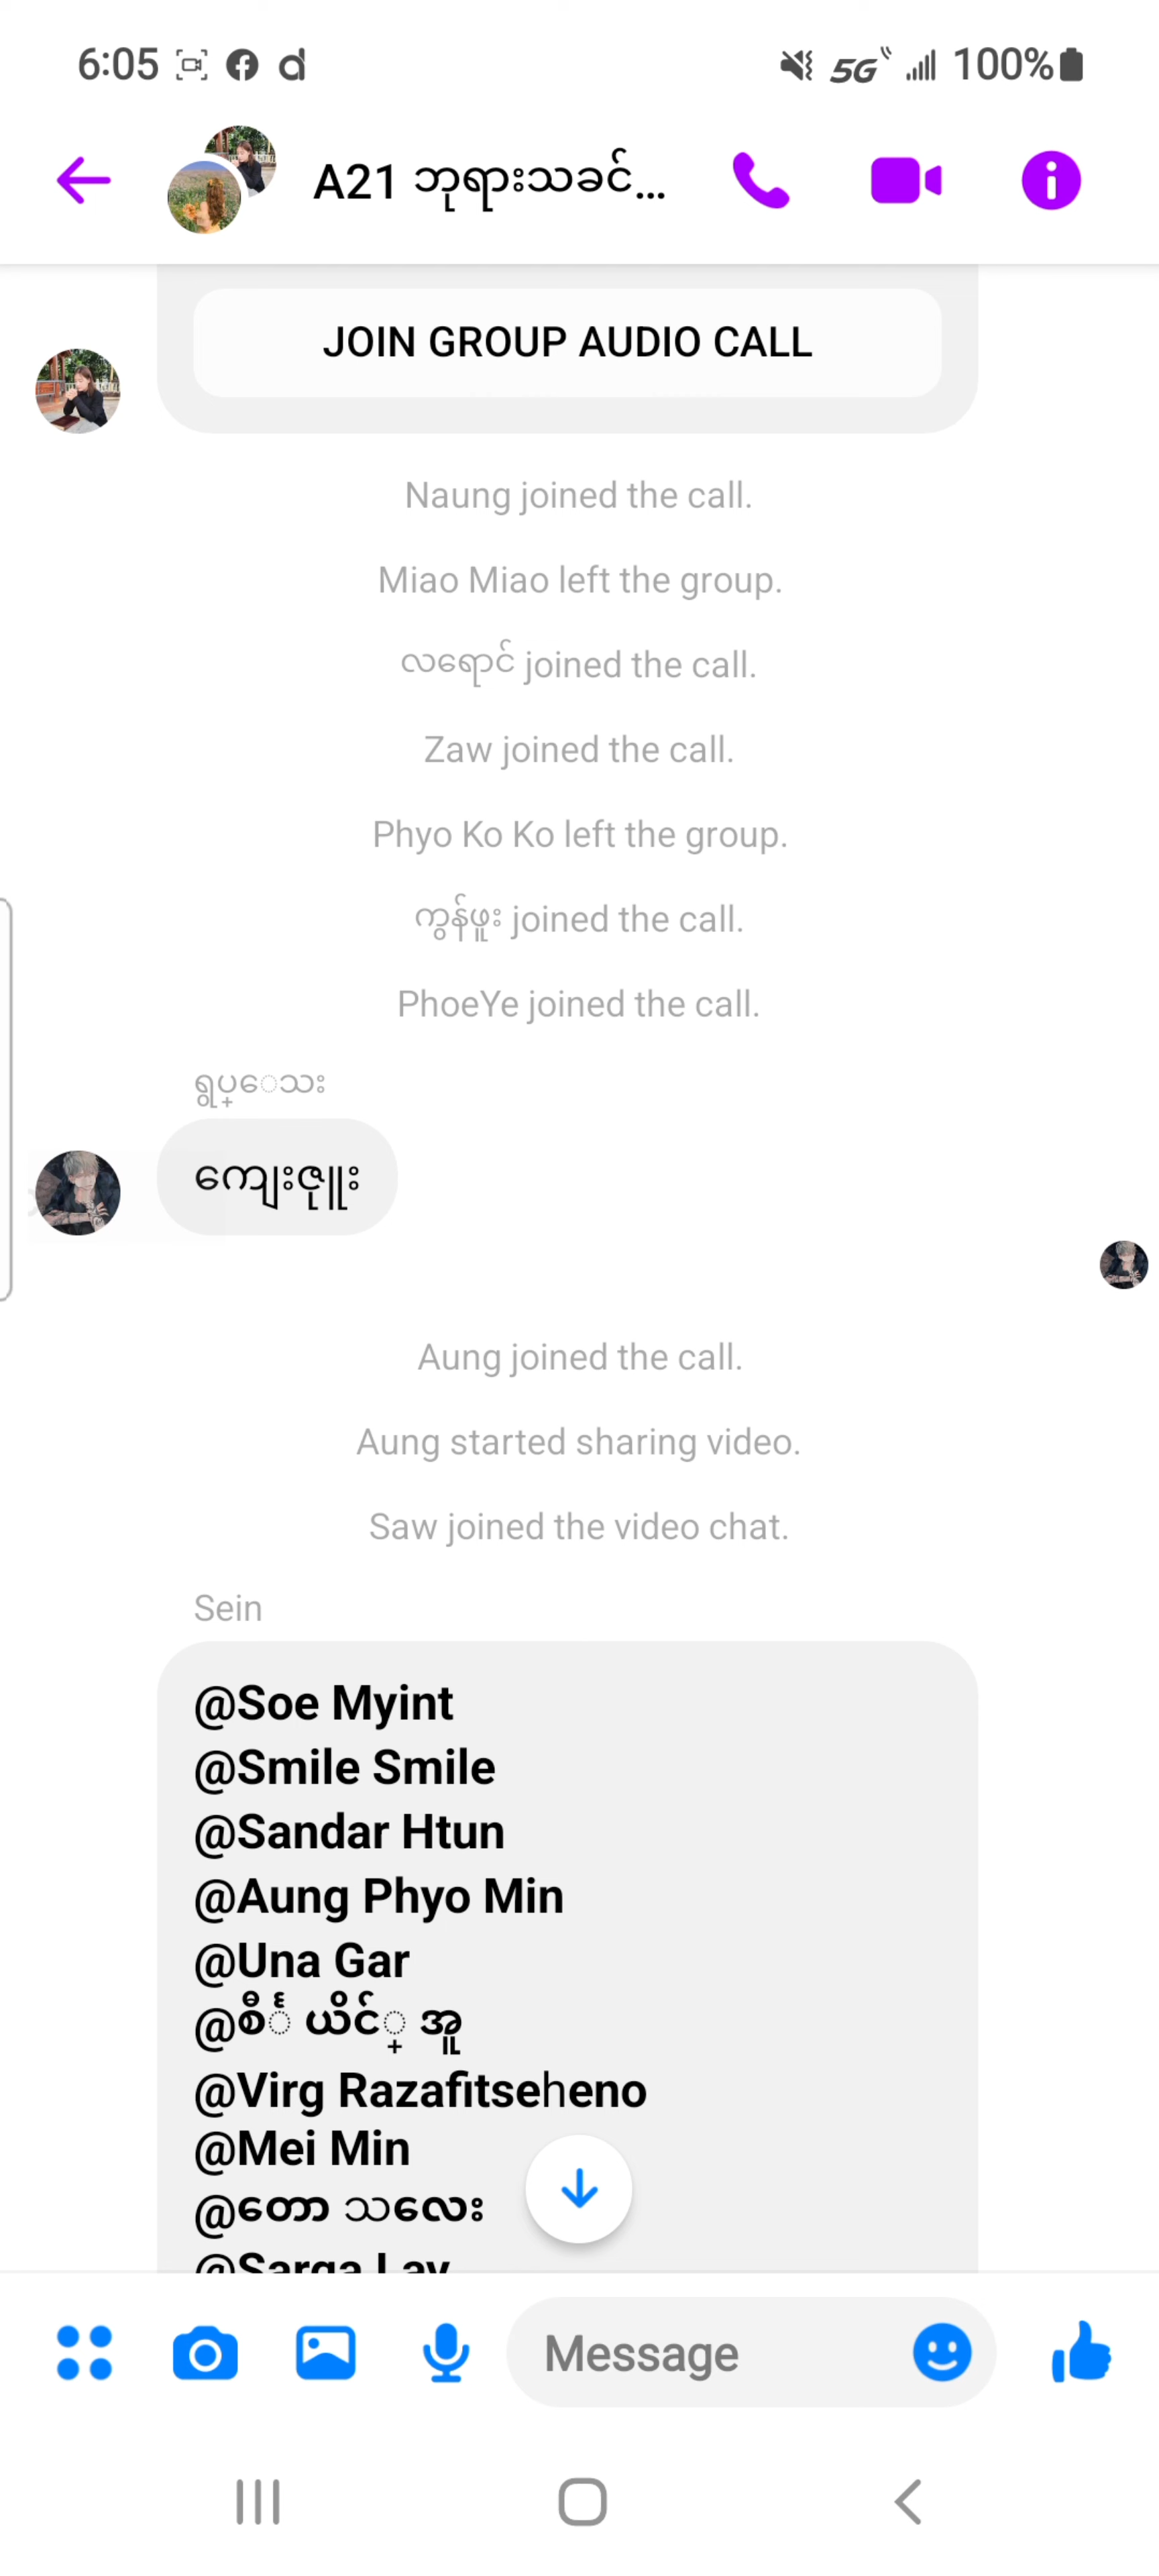 6:05
5G 100%
A21 ဘုရားသခင်...
JOIN GROUP AUDIO CALL
Naung joined the call.
Miao Miao left the group.
လရောင် joined the call.
Zaw joined the call.
Phyo Ko Ko left the group.
ကွန်ဖူး joined the call.
PhoeYe joined the call.
ရွပ္ေသး
ကျေးဇျူး
Aung joined the call.
Aung started sharing video.
Saw joined the video chat.
Sein
@Soe Myint
@Smile Smile
@Sandar Htun
@Aung Phyo Min
@Una Gar
@Virg Razafitseheno
@Mei Min
@တော သလေး
@Sarga Lay
Message